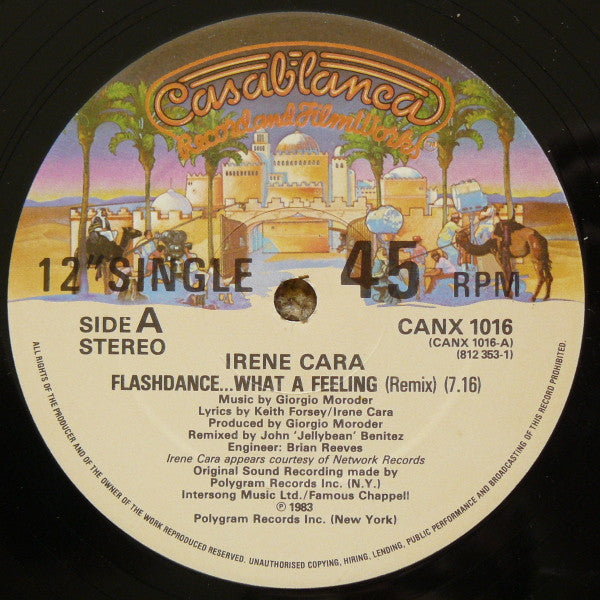 Casablanca
Record and FilmWorks
12" SINGLE 45 RPM
SIDE A
STEREO
CANX 1016
(CANX 1016-A)
(812 353-1)
IRENE CARA
FLASHDANCE...WHAT A FEELING (Remix) (7.16)
Music by Giorgio Moroder
Lyrics by Keith Forsey/Irene Cara
Produced by Giorgio Moroder
Remixed by John 'Jellybean' Benitez
Engineer: Brian Reeves
Irene Cara appears courtesy of Network Records
Original Sound Recording made by
Polygram Records Inc. (N.Y.)
Intersong Music Ltd./Famous Chappell
℗ 1983
Polygram Records Inc. (New York)
ALL RIGHTS OF THE PRODUCER AND OF THE OWNER OF THE WORK REPRODUCED RESERVED. UNAUTHORISED COPYING, HIRING, LENDING, PUBLIC PERFORMANCE AND BROADCASTING OF THIS RECORD PROHIBITED.